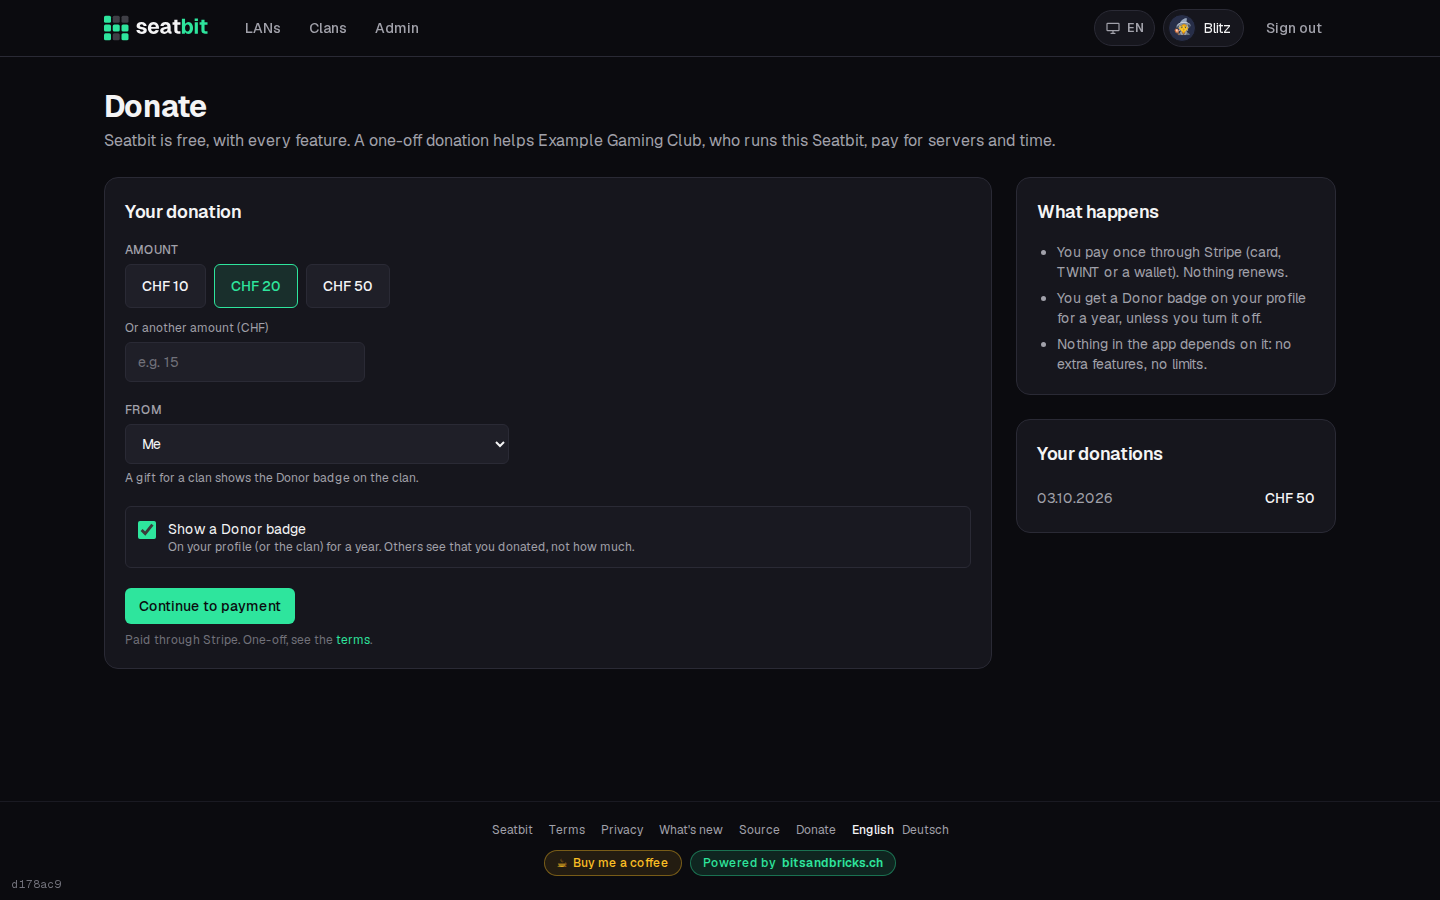 seatbit
LANs
Clans
Admin
EN
Blitz
Sign out
Donate
Seatbit is free, with every feature. A one-off donation helps Example Gaming Club, who runs this Seatbit, pay for servers and time.
Your donation
AMOUNT
CHF 10
CHF 20
CHF 50
Or another amount (CHF)
e.g. 15
FROM
Me
A gift for a clan shows the Donor badge on the clan.
Show a Donor badge
On your profile (or the clan) for a year. Others see that you donated, not how much.
Continue to payment
Paid through Stripe. One-off, see the terms.
What happens
You pay once through Stripe (card,
TWINT or a wallet). Nothing renews.
You get a Donor badge on your profile
for a year, unless you turn it off.
Nothing in the app depends on it: no
extra features, no limits.
Your donations
03.10.2026 CHF 50
Seatbit Terms Privacy What's new Source Donate English Deutsch
Buy me a coffee
Powered by bitsandbricks.ch
d178ac9